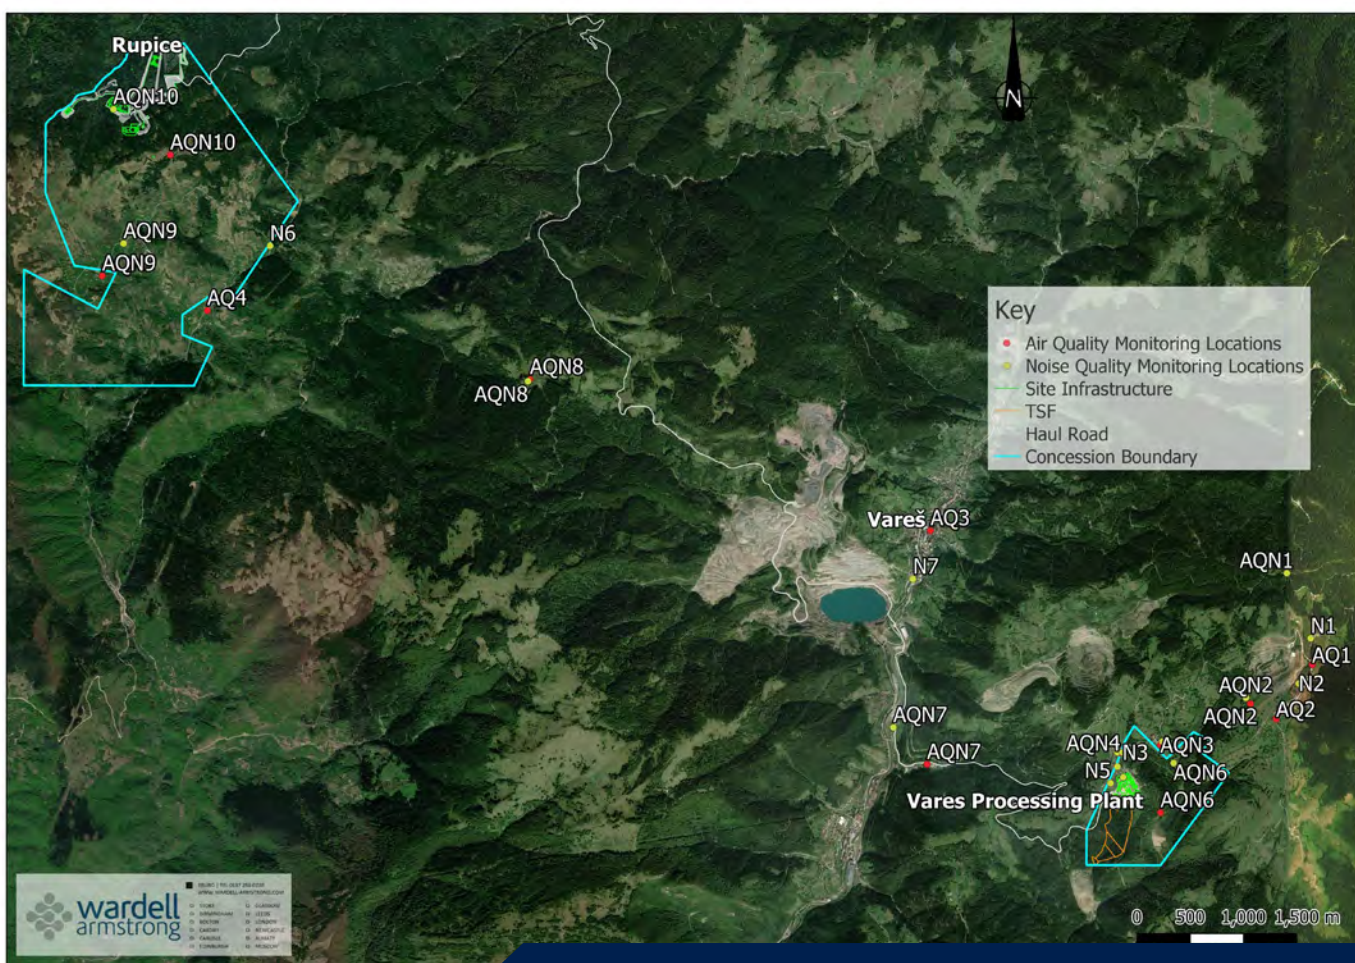 Rupice
AQN10
AQN10
N
AQN9
N6
AQN9
AQ4
Key
Air Quality Monitoring Locations
Noise Quality Monitoring Locations
Site Infrastructure
TSF
Haul Road
Concession Boundary
AQN8
AQN8
Vareš
AQ3
N7
AQN1
N1
AQ1
N2
AQN2
AQN2
AQ2
AQN7
AQN7
AQN4
N3
AQN3
N5
AQN6
Vares Processing Plant
AQN6
wardell
armstrong
0 500 1,000 1,500 m